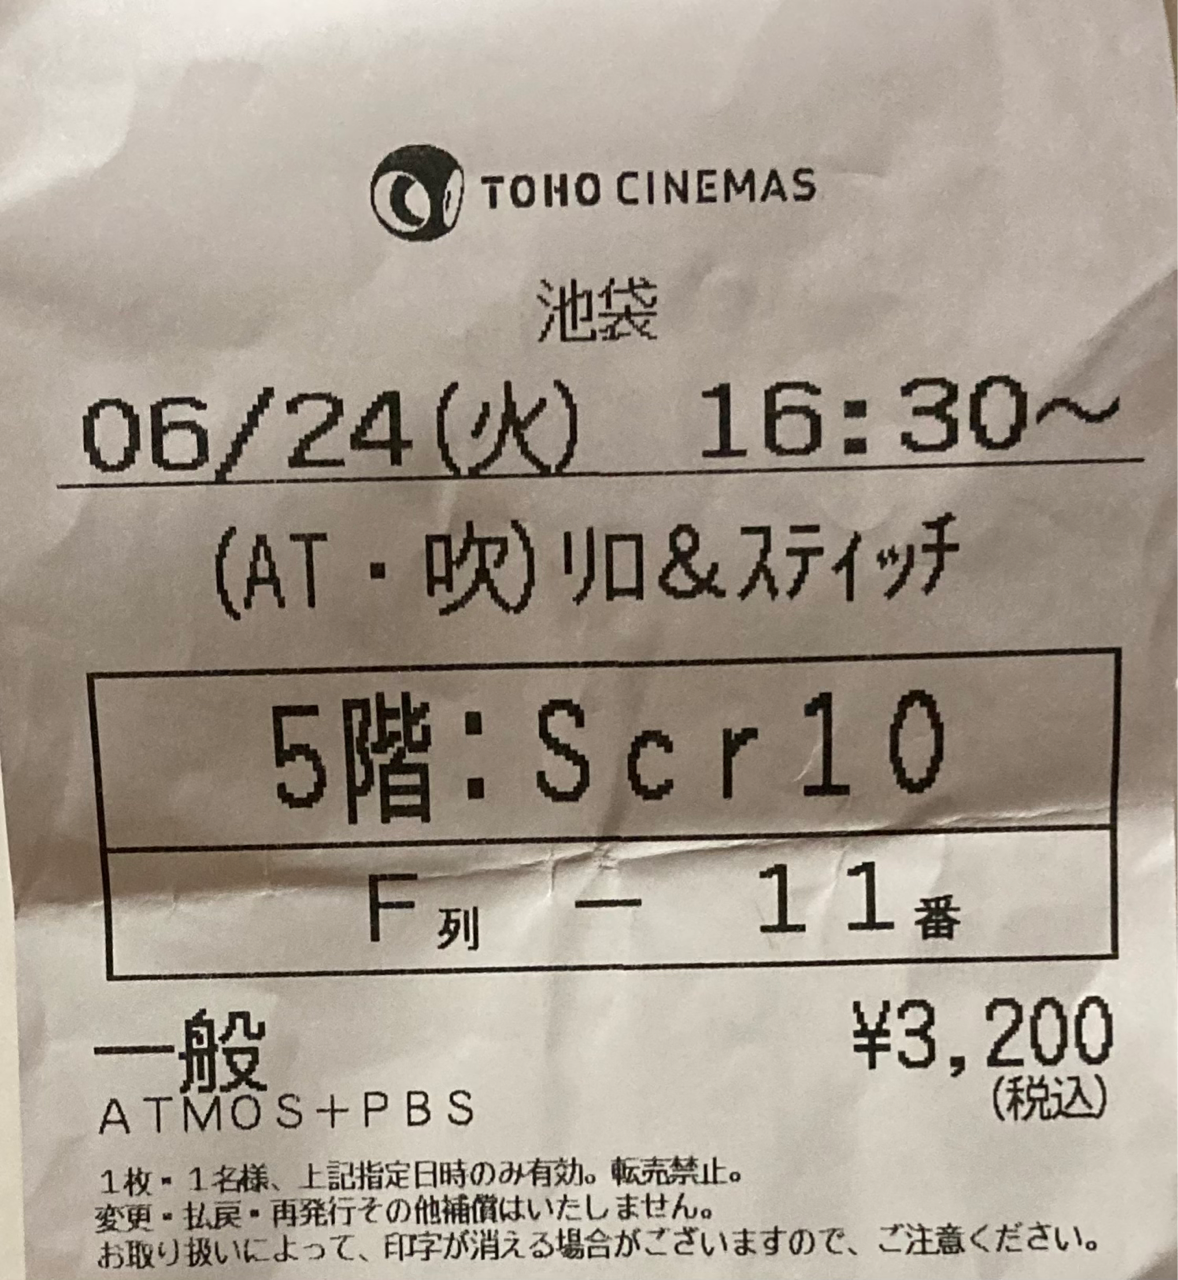 TOHO CINEMAS
池袋
06/24(火) 16:30～
(AT・吹)ﾘﾛ&ｽﾃｨｯﾁ
5階:Scr10
F列 － 11番
一般 ¥3,200
(税込)
ATMOS+PBS
1枚・1名様、上記指定日時のみ有効。転売禁止。
変更・払戻・再発行その他補償はいたしません。
お取り扱いによって、印字が消える場合がございますので、ご注意ください。